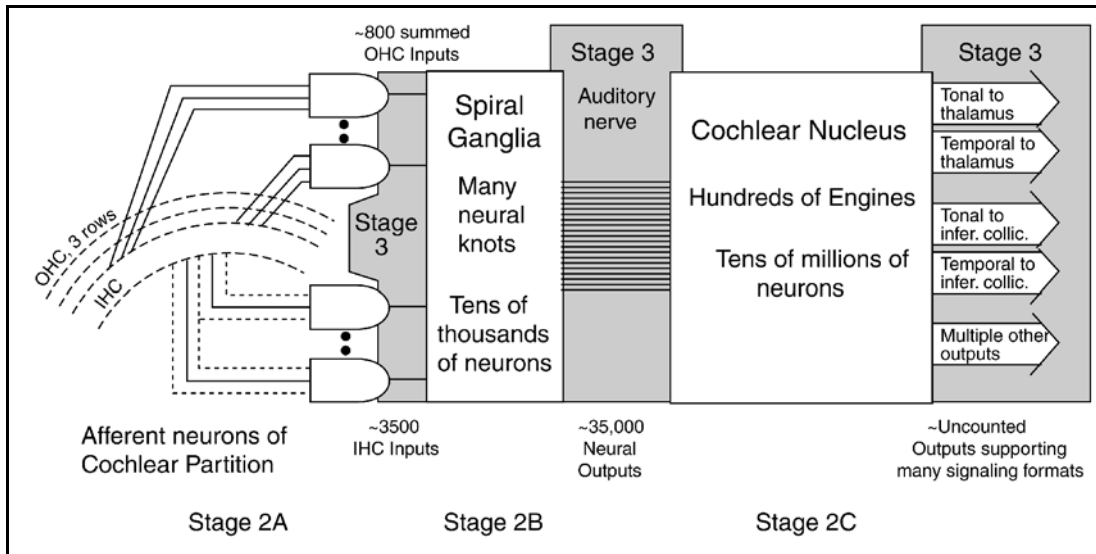 ~800 summed
OHC Inputs
Stage 3
Stage 3
Spiral
Ganglia
Many
neural
knots
Tens of
thousands
of neurons
Auditory
nerve
Cochlear Nucleus
Hundreds of Engines
Tens of millions of
neurons
Tonal to
thalamus
Temporal to
thalamus
Tonal to
infer. collic.
Temporal to
infer. collic.
Multiple other
outputs
OHC, 3 rows
IHC
Stage
3
Afferent neurons of
Cochlear Partition
~3500
IHC Inputs
~35,000
Neural
Outputs
~Uncounted
Outputs supporting
many signaling formats
Stage 2A
Stage 2B
Stage 2C